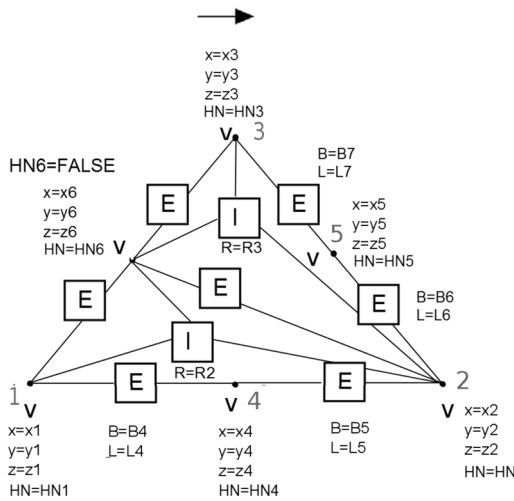 x=x3
y=y3
z=z3
HN=HN3
V 3
HN6=FALSE
B=B7
L=L7
x=x6
y=y6
z=z6
HN=HN6
V
E
E
I
R=R3
x=x5
y=y5
z=z5
HN=HN5
5
V
E
E
E
B=B6
L=L6
I
R=R2
1
V
E
4
V
E
2
V
x=x1
y=y1
z=z1
HN=HN1
B=B4
L=L4
x=x4
y=y4
z=z4
HN=HN4
B=B5
L=L5
x=x2
y=y2
z=z2
HN=HN